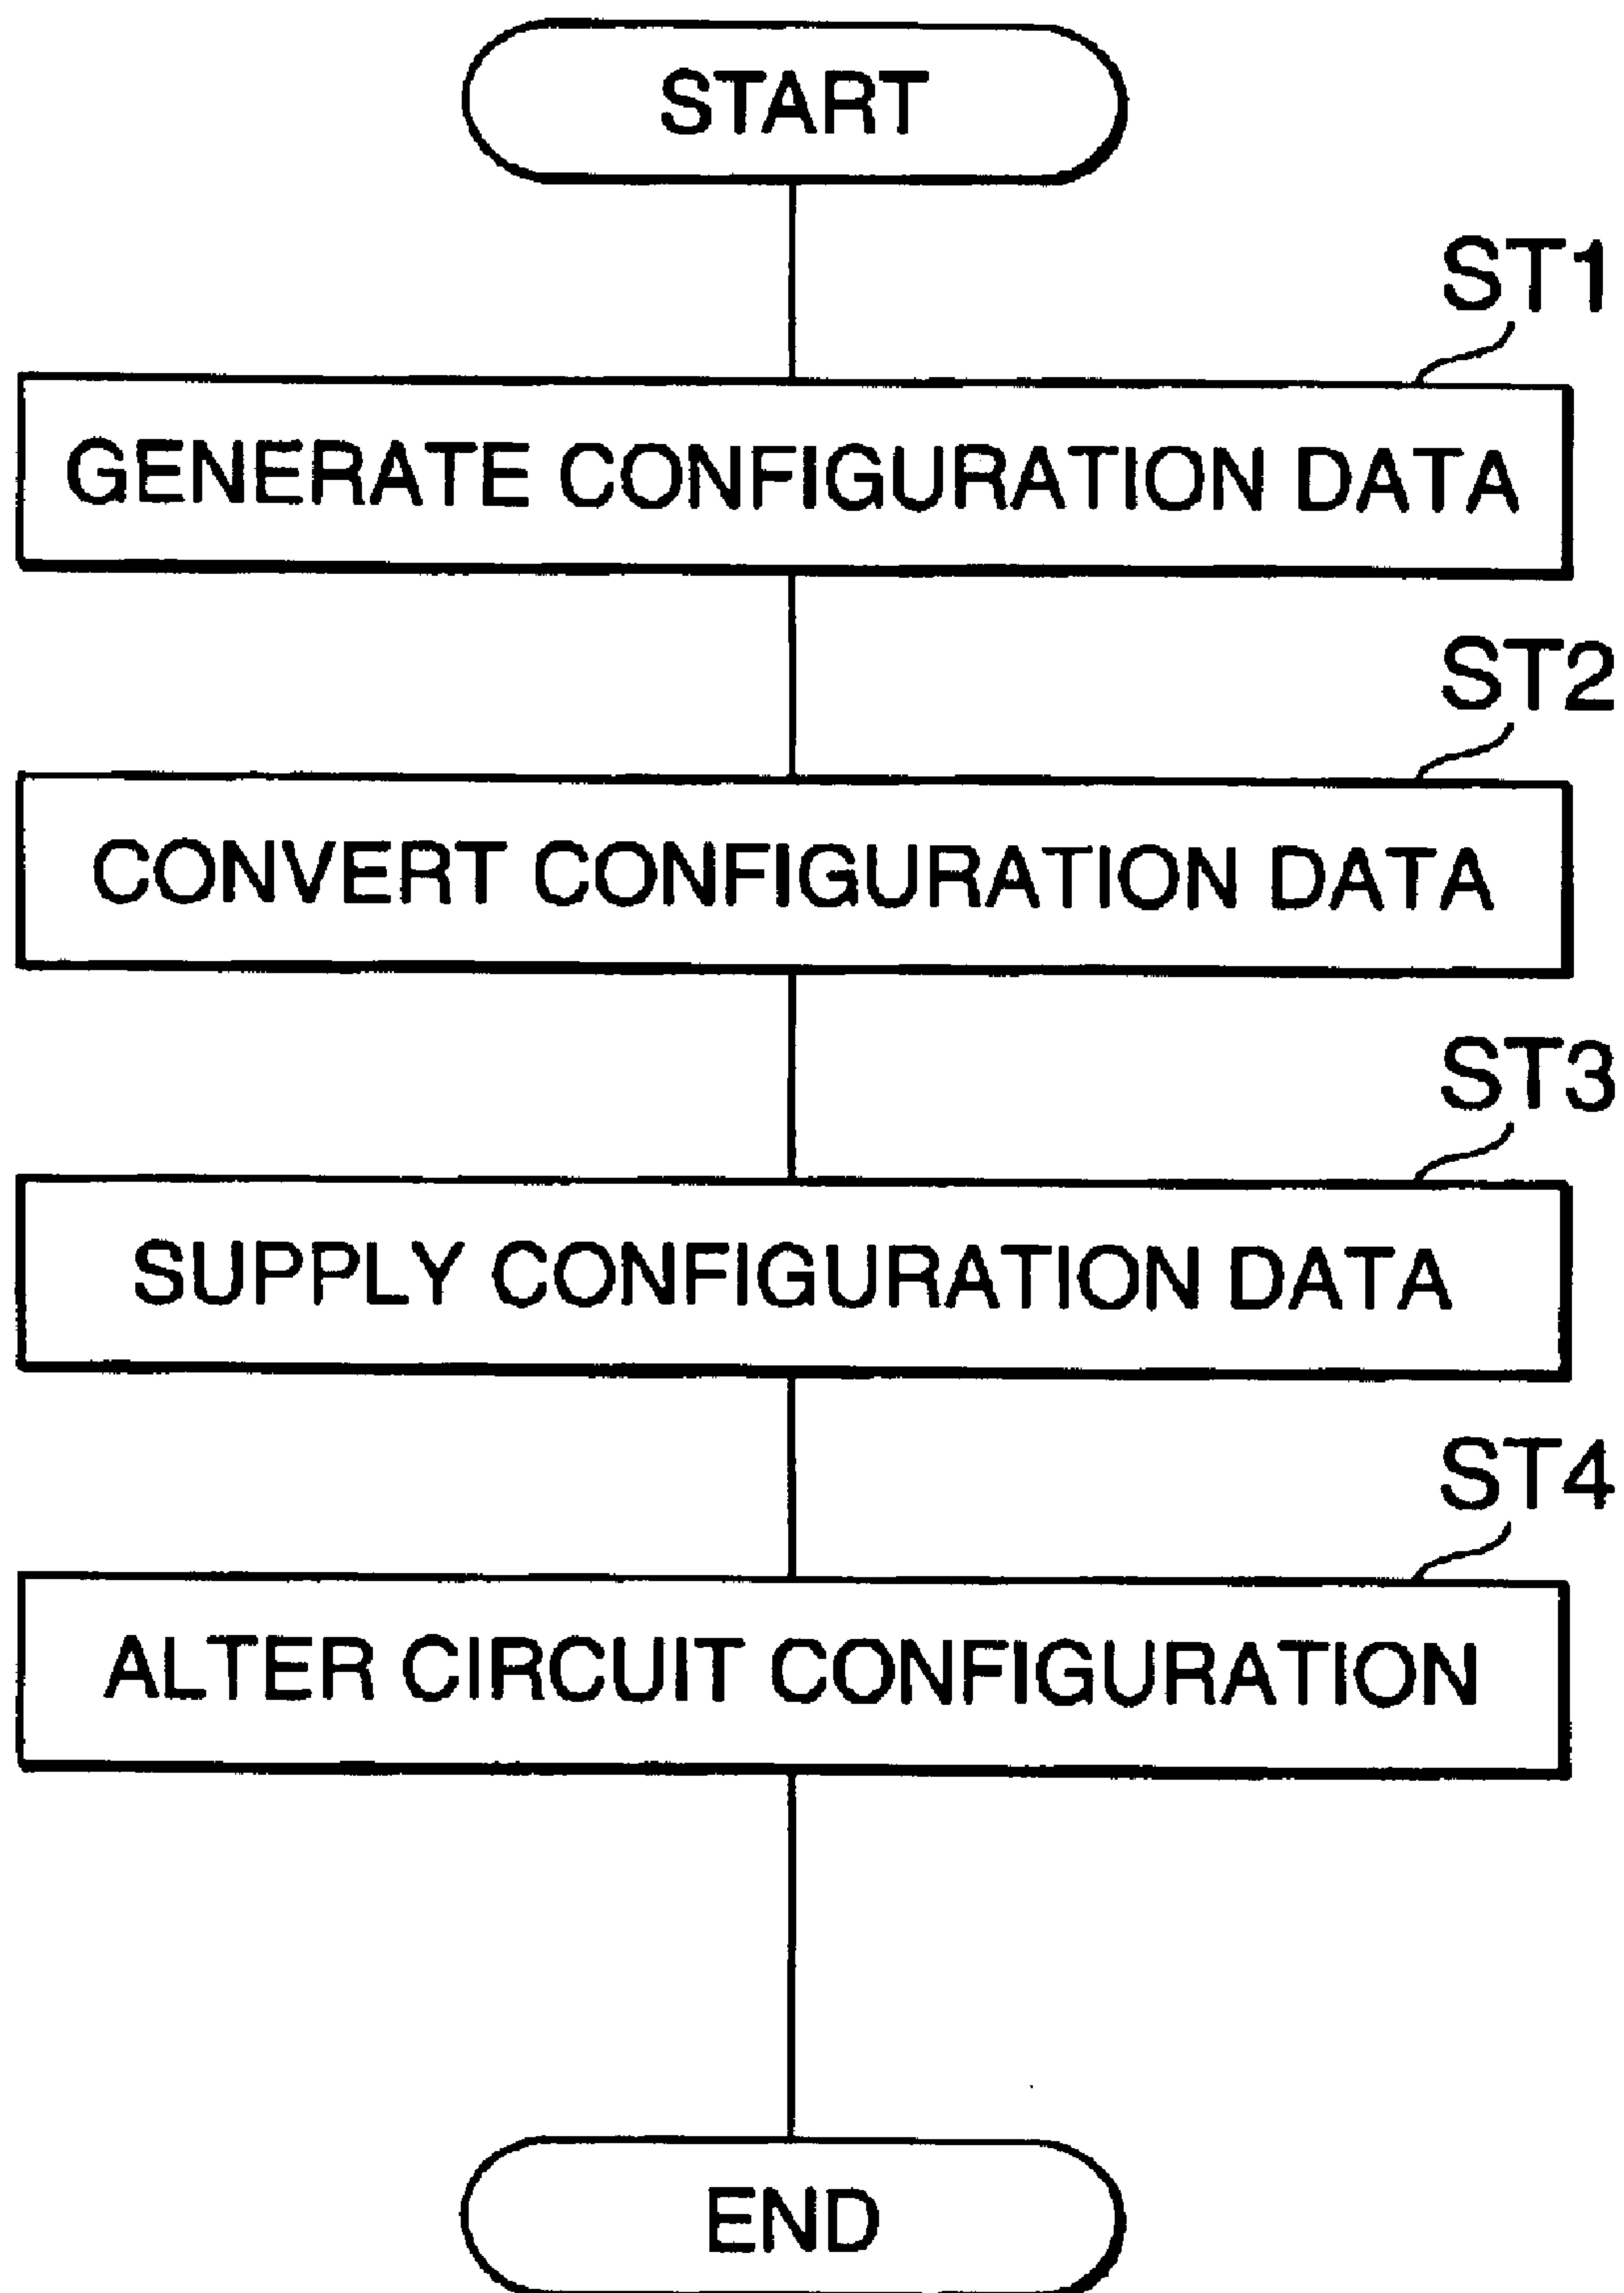 START
ST1
GENERATE CONFIGURATION DATA
ST2
CONVERT CONFIGURATION DATA
ST3
SUPPLY CONFIGURATION DATA
ST4
ALTER CIRCUIT CONFIGURATION
END